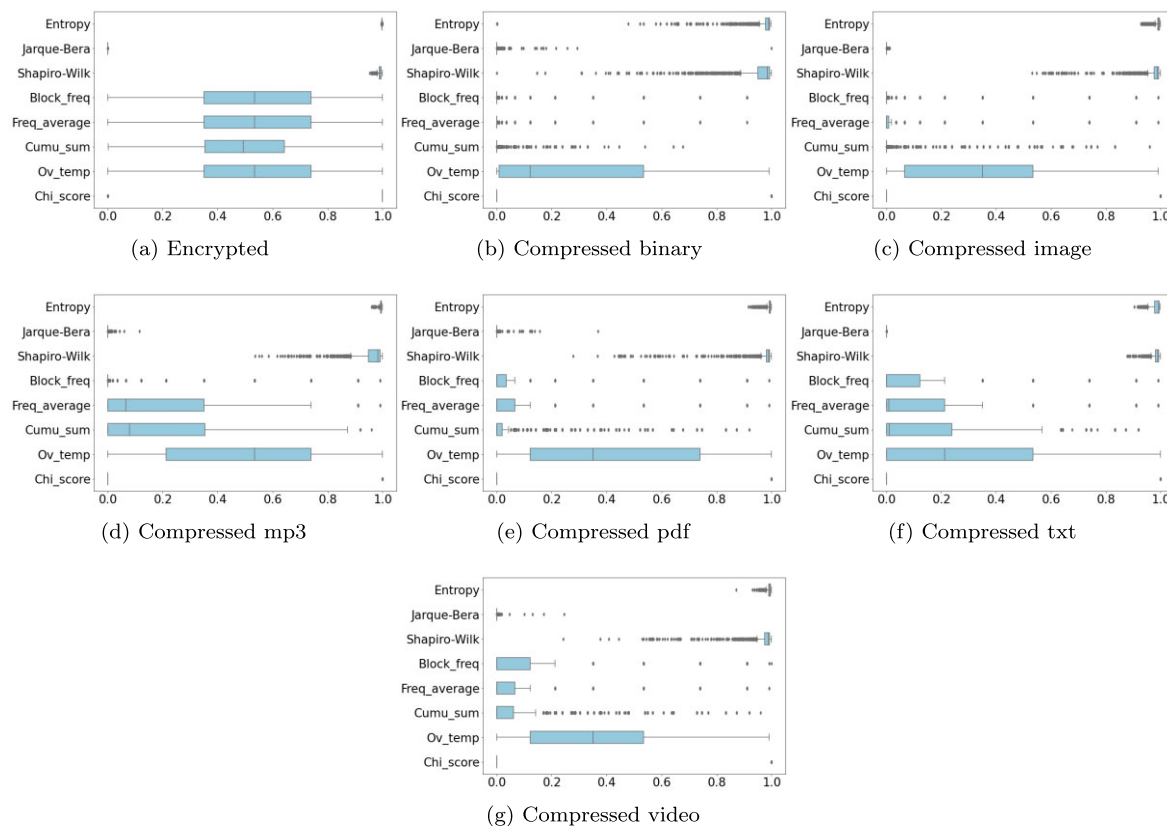 Entropy
Jarque-Bera
Shapiro-Wilk
Block_freq
Freq_average
Cumu_sum
Ov_temp
Chi_score
0.0 0.2 0.4 0.6 0.8 1.0
(a) Encrypted
Entropy
Jarque-Bera
Shapiro-Wilk
Block_freq
Freq_average
Cumu_sum
Ov_temp
Chi_score
0.0 0.2 0.4 0.6 0.8 1.0
(b) Compressed binary
Entropy
Jarque-Bera
Shapiro-Wilk
Block_freq
Freq_average
Cumu_sum
Ov_temp
Chi_score
0.0 0.2 0.4 0.6 0.8 1.0
(c) Compressed image
Entropy
Jarque-Bera
Shapiro-Wilk
Block_freq
Freq_average
Cumu_sum
Ov_temp
Chi_score
0.0 0.2 0.4 0.6 0.8 1.0
(d) Compressed mp3
Entropy
Jarque-Bera
Shapiro-Wilk
Block_freq
Freq_average
Cumu_sum
Ov_temp
Chi_score
0.0 0.2 0.4 0.6 0.8 1.0
(e) Compressed pdf
Entropy
Jarque-Bera
Shapiro-Wilk
Block_freq
Freq_average
Cumu_sum
Ov_temp
Chi_score
0.0 0.2 0.4 0.6 0.8 1.0
(f) Compressed txt
Entropy
Jarque-Bera
Shapiro-Wilk
Block_freq
Freq_average
Cumu_sum
Ov_temp
Chi_score
0.0 0.2 0.4 0.6 0.8 1.0
(g) Compressed video